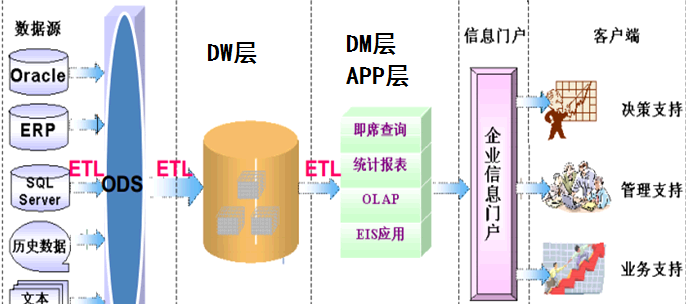 数据源
Oracle
ERP
SQL
Server
历史数据
文本
ETL
ODS
ETL
DW层
ETL
DM层
APP层
即席查询
统计报表
OLAP
EIS应用
信息门户
企业信息门户
客户端
决策支持
管理支持
业务支持